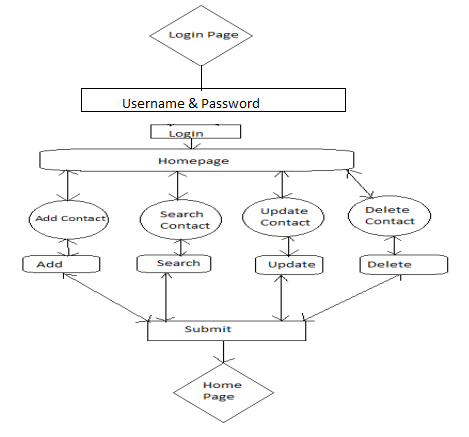 Login Page
Username & Password
Login
Homepage
Add Contact
Search
Contact
Update
Contact
Delete
Contact
Add
Search
Update
Delete
Submit
Home
Page